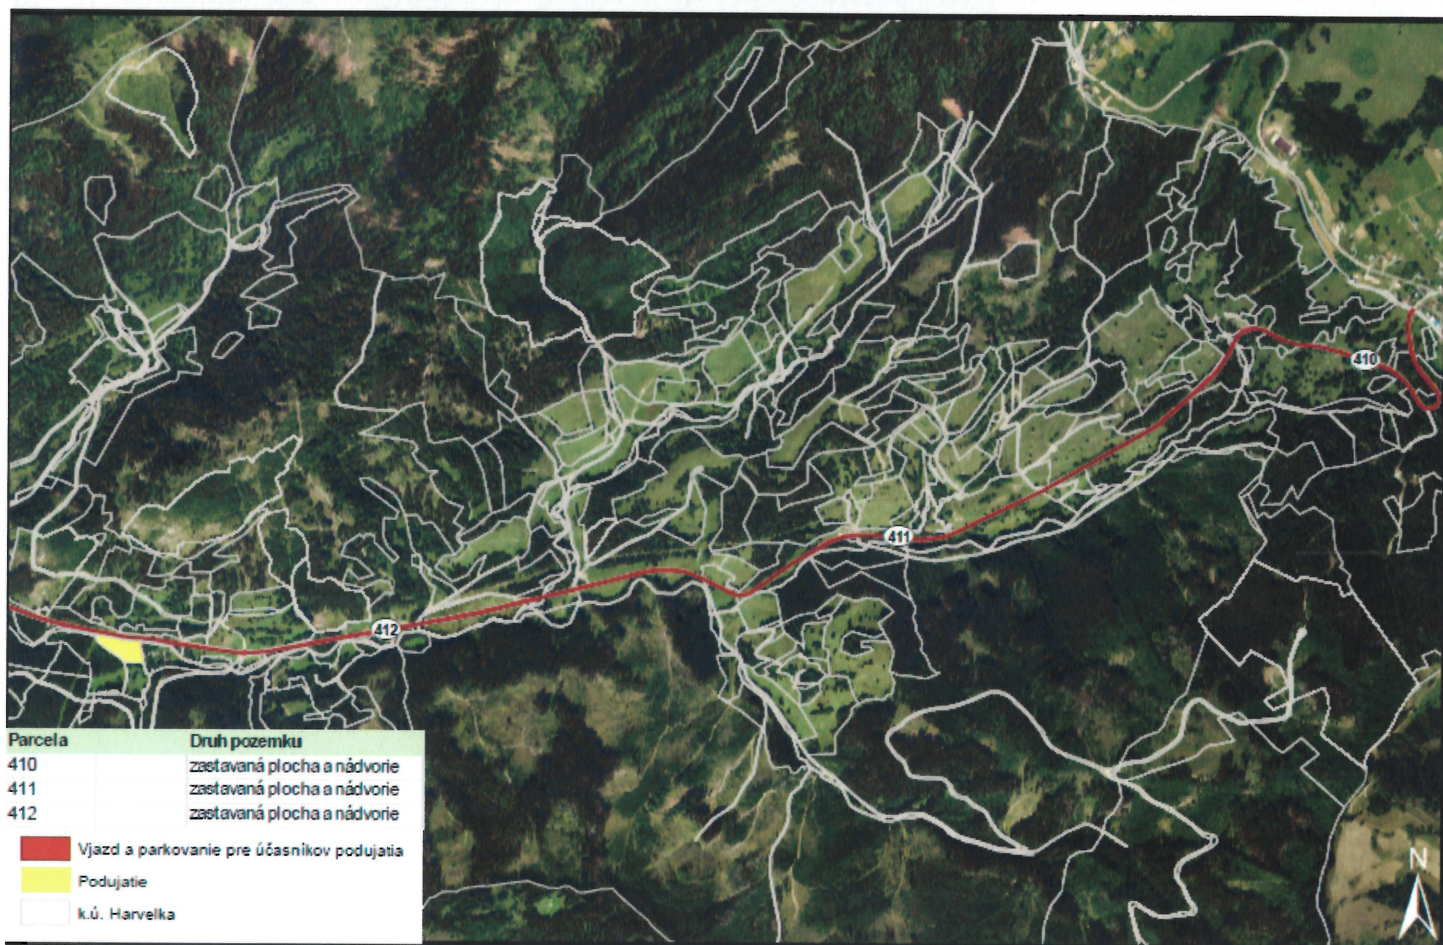 410
411
412
Parcela Druh pozemku
410 zastavaná plocha a nádvorie
411 zastavaná plocha a nádvorie
412 zastavaná plocha a nádvorie
Vjazd a parkovanie pre účasníkov podujatia
Podujatie
k.ú. Harvelka
N